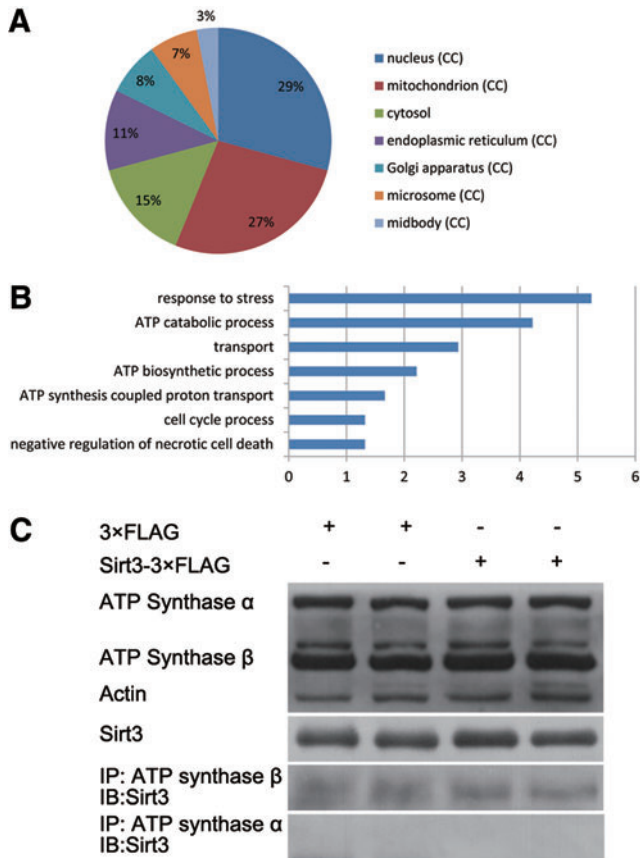 A
3%
7%
8%
29%
11%
15%
27%
nucleus (CC)
mitochondrion (CC)
cytosol
endoplasmic reticulum (CC)
Golgi apparatus (CC)
microsome (CC)
midbody (CC)
B
response to stress
ATP catabolic process
transport
ATP biosynthetic process
ATP synthesis coupled proton transport
cell cycle process
negative regulation of necrotic cell death
0 1 2 3 4 5 6
C
3×FLAG + + - -
Sirt3-3×FLAG - - + +
ATP Synthase α
ATP Synthase β
Actin
Sirt3
IP: ATP synthase β
IB:Sirt3
IP: ATP synthase α
IB:Sirt3